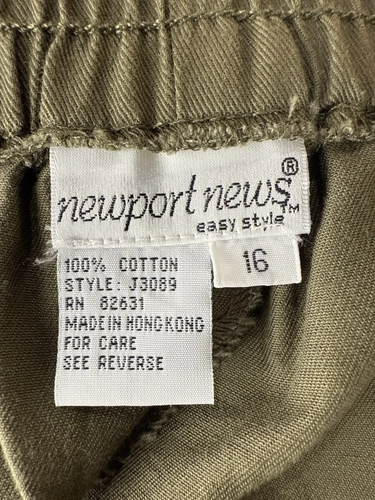 newport news®
easy style™
16
100% COTTON
STYLE: J3089
RN 82631
MADE IN HONG KONG
FOR CARE
SEE REVERSE